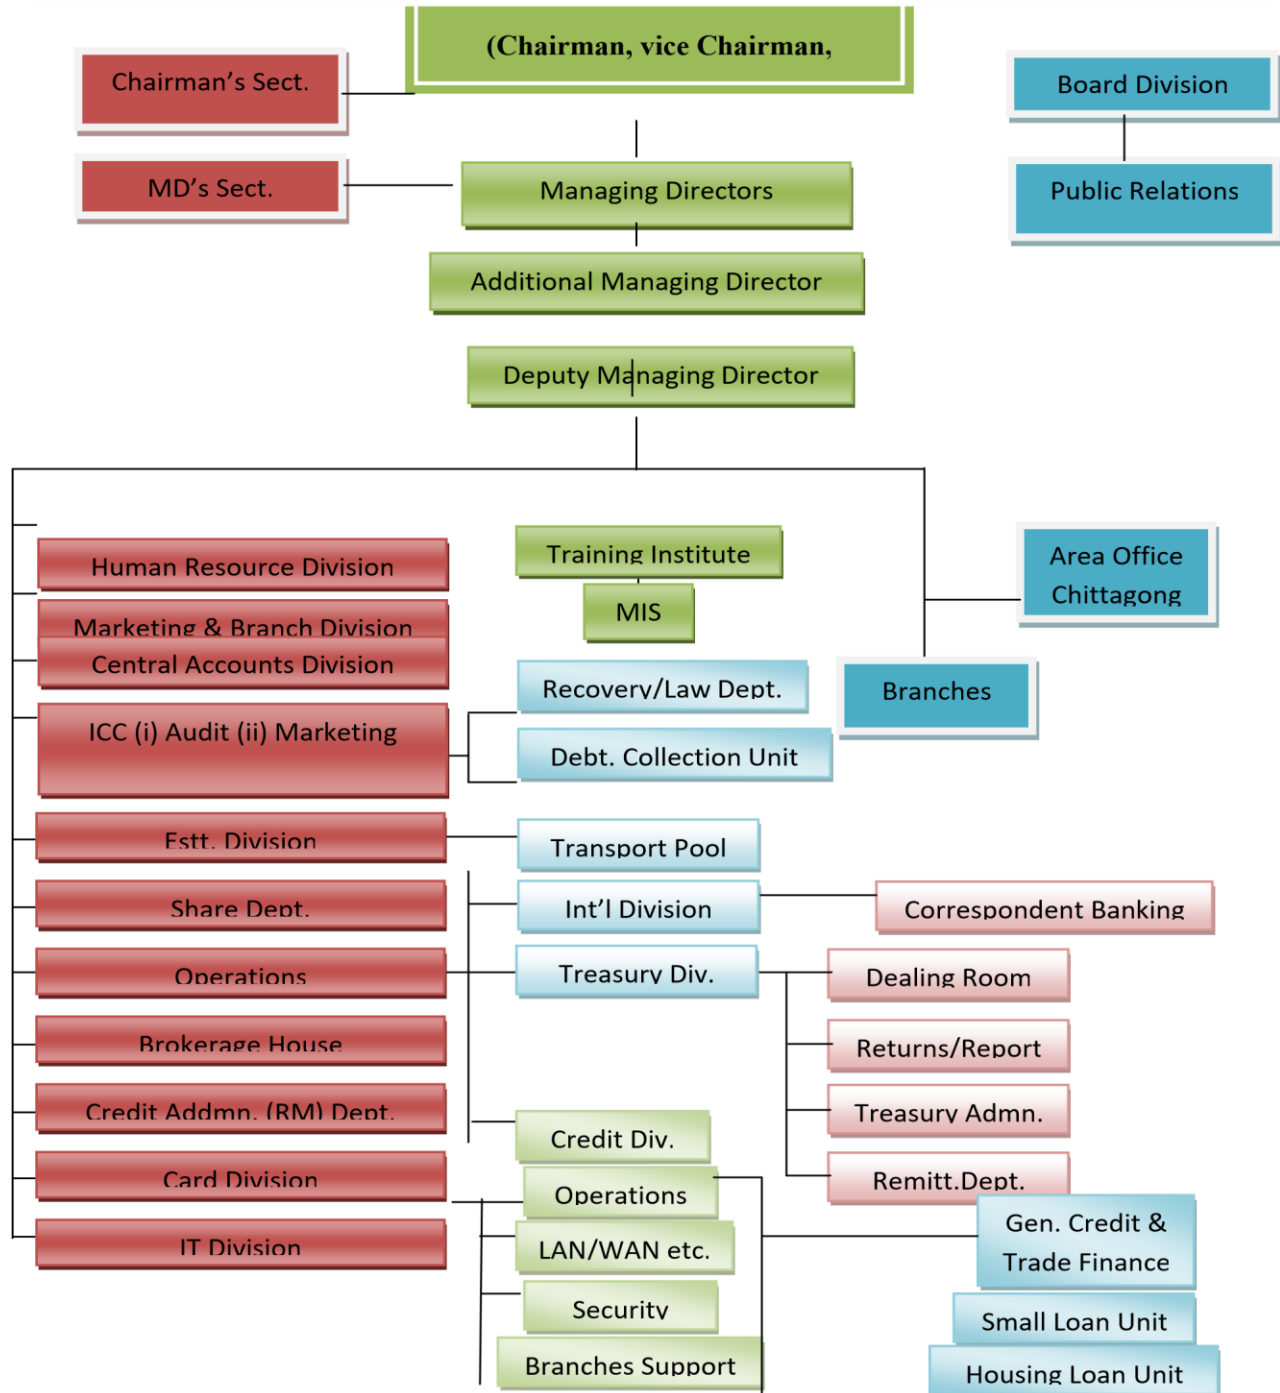 (Chairman, vice Chairman,
Chairman's Sect.
Board Division
MD's Sect.
Managing Directors
Public Relations
Additional Managing Director
Deputy Managing Director
Human Resource Division
Training Institute
Area Office
Chittagong
MIS
Marketing & Branch Division
Central Accounts Division
Recovery/Law Dept.
Branches
ICC (i) Audit (ii) Marketing
Debt. Collection Unit
Estt. Division
Transport Pool
Share Dept.
Int'l Division
Correspondent Banking
Operations
Treasury Div.
Dealing Room
Brokerage House
Returns/Report
Credit Addmn. (RM) Dept.
Treasury Admn.
Credit Div.
Card Division
Remitt.Dept.
Operations
Gen. Credit &
Trade Finance
IT Division
LAN/WAN etc.
Security
Small Loan Unit
Branches Support
Housing Loan Unit